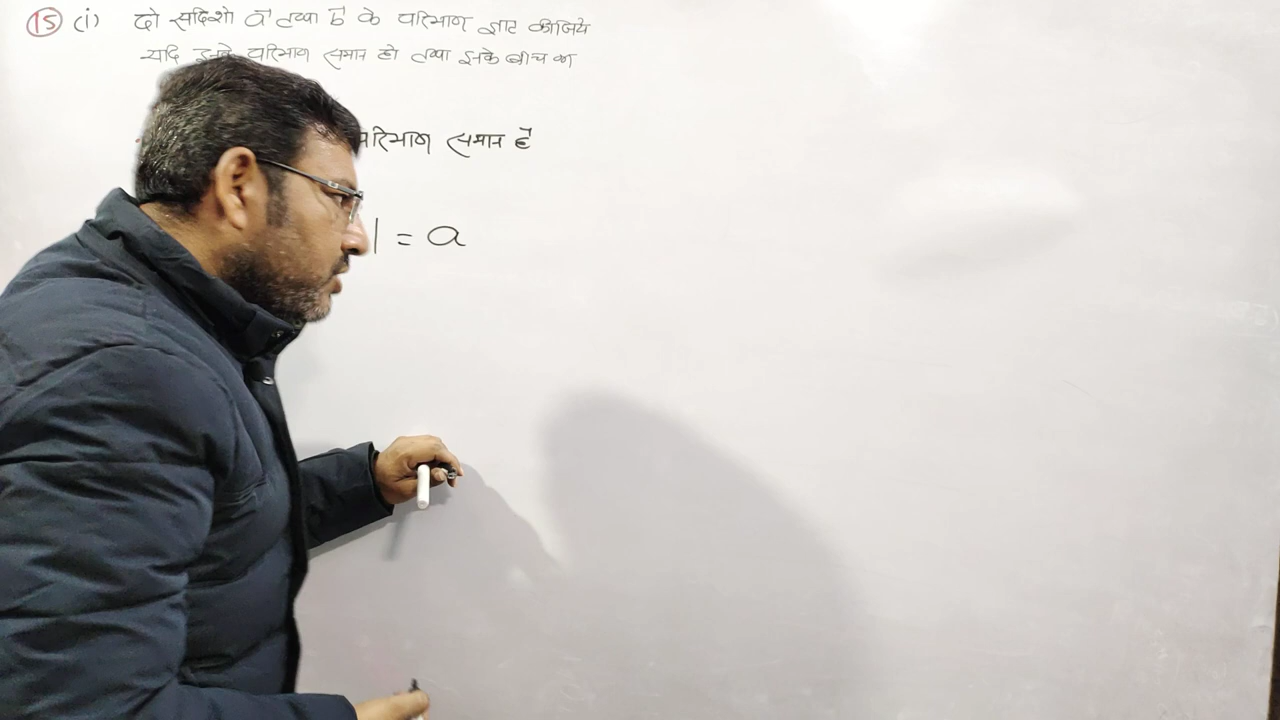 15 (i) दो सदिशो a⃗ तथा b⃗ के परिमाण ज्ञात कीजिये
यदि इनके परिमाण समान हो तथा इनके बीच का
परिमाण समान है
| = a